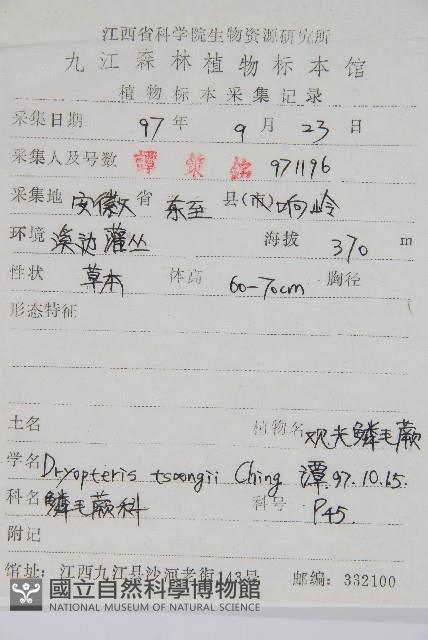 江西省科学院生物资源研究所
九江森林植物标本馆
植物标本采集记录
采集日期 97 年 9 月 23 日
采集人及号数 譚策銘 971196
采集地 安徽 省 东至 县(市) 响岭
环境 溪边灌丛 海拔 370 m
性状 草本 体高 60-70cm 胸径
形态特征
土名 植物名 观光鳞毛蕨
学名 Dryopteris tsoongii Ching 潭 97.10.15.
科名 鳞毛蕨科 科号 P45.
附记
馆址: 江西九江县沙河老街143号 邮编: 332100
國立自然科學博物館
NATIONAL MUSEUM OF NATURAL SCIENCE